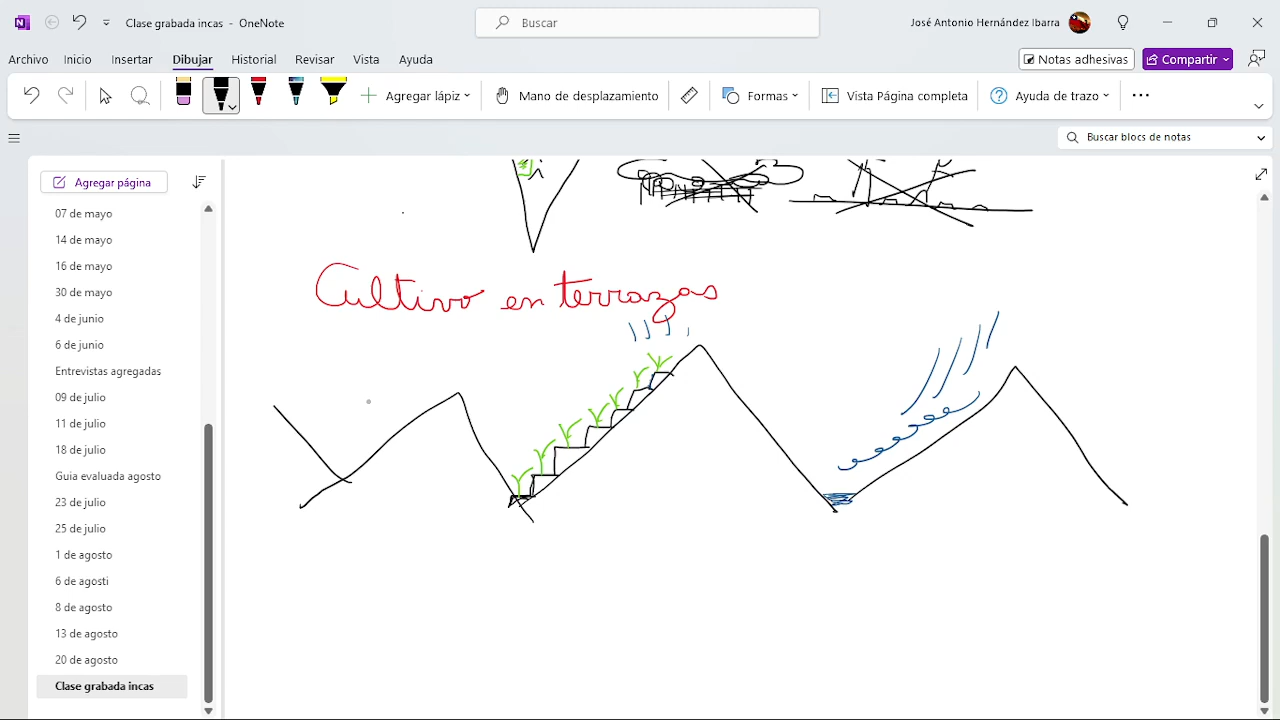 Clase grabada incas - OneNote
Buscar
José Antonio Hernández Ibarra
Archivo
Inicio
Insertar
Dibujar
Historial
Revisar
Vista
Ayuda
Notas adhesivas
Compartir
Agregar lápiz
Mano de desplazamiento
Formas
Vista Página completa
Ayuda de trazo
Buscar blocs de notas
Agregar página
07 de mayo
14 de mayo
16 de mayo
30 de mayo
4 de junio
6 de junio
Entrevistas agregadas
09 de julio
11 de julio
18 de julio
Guia evaluada agosto
23 de julio
25 de julio
1 de agosto
6 de agosti
8 de agosto
13 de agosto
20 de agosto
Clase grabada incas
Cultivo en terrazas